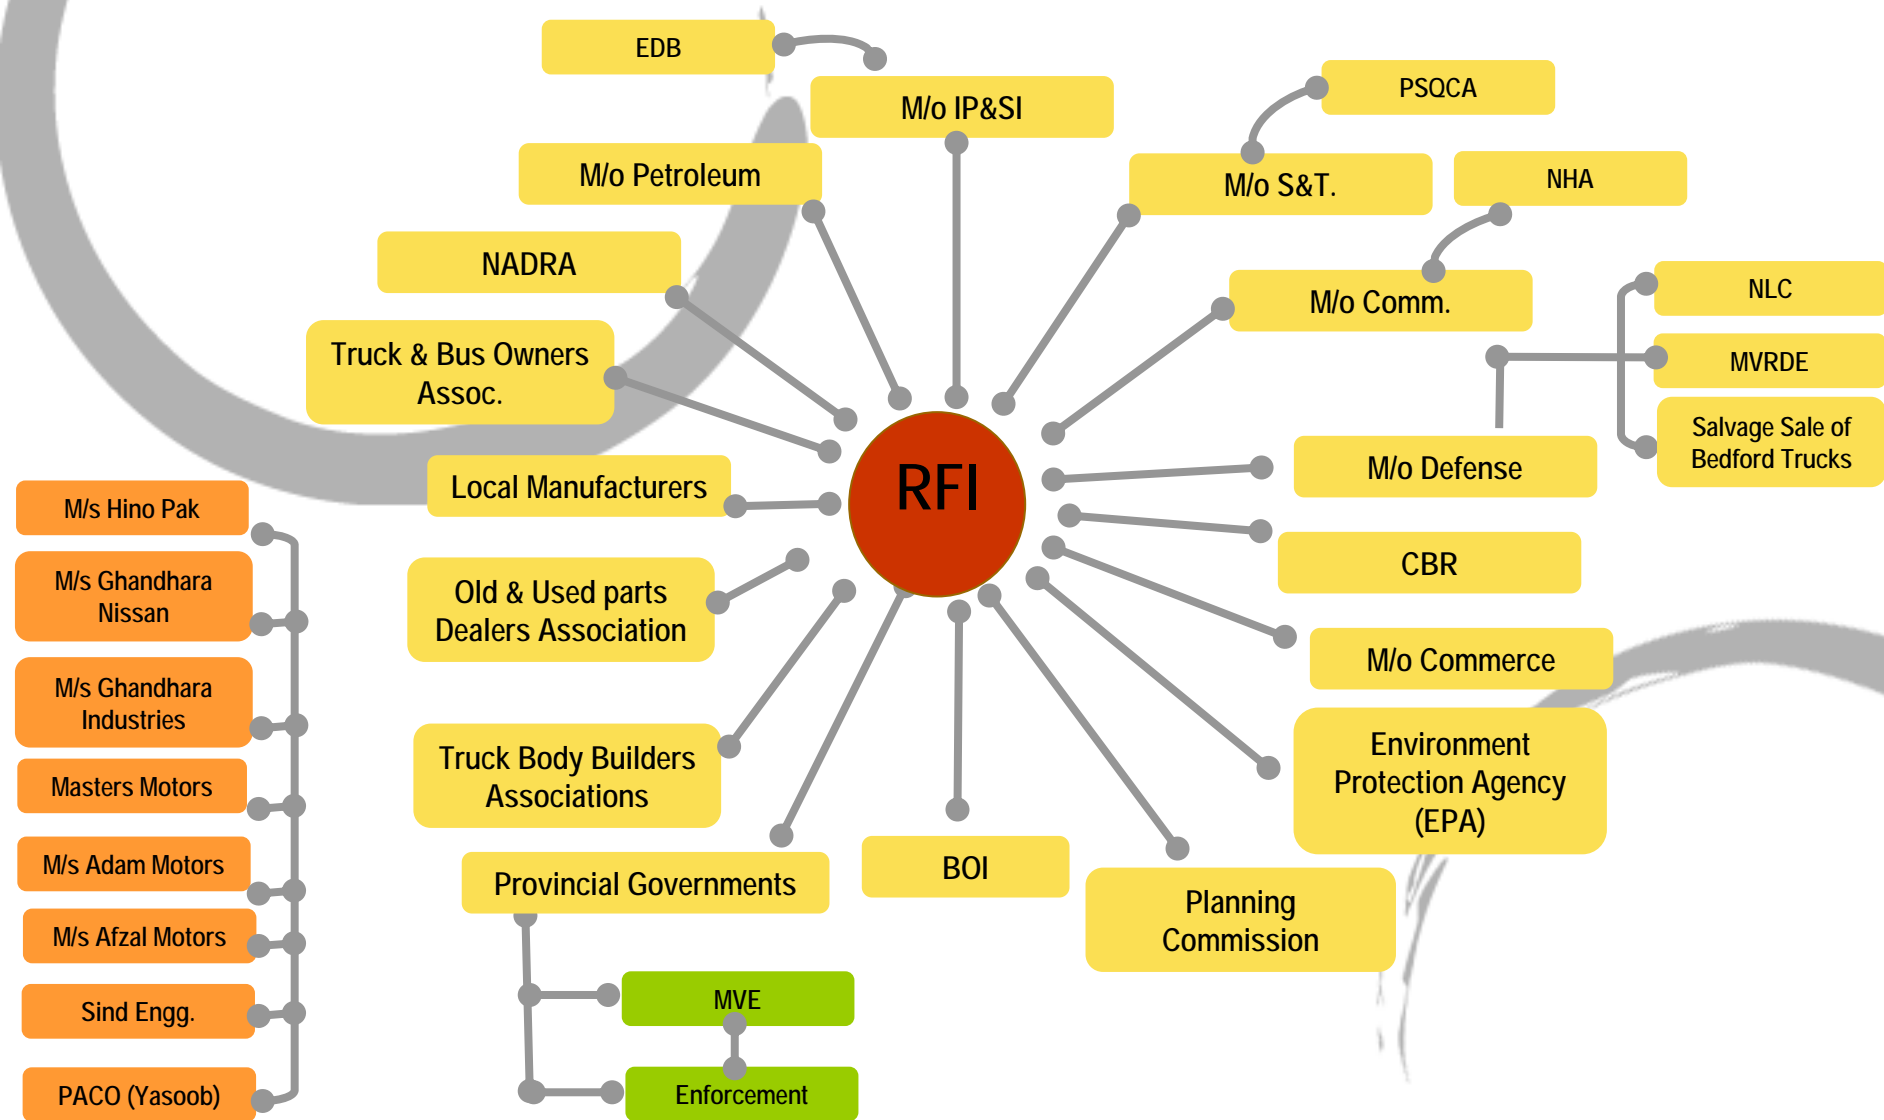 EDB
M/o IP&SI
PSQCA
M/o Petroleum
M/o S&T.
NHA
NADRA
M/o Comm.
NLC
Truck & Bus Owners
Assoc.
MVRDE
Salvage Sale of
Bedford Trucks
RFI
M/o Defense
Local Manufacturers
CBR
Old & Used parts
Dealers Association
M/o Commerce
Truck Body Builders
Associations
Environment
Protection Agency
(EPA)
Provincial Governments
BOI
Planning
Commission
MVE
Enforcement
M/s Hino Pak
M/s Ghandhara
Nissan
M/s Ghandhara
Industries
Masters Motors
M/s Adam Motors
M/s Afzal Motors
Sind Engg.
PACO (Yasoob)